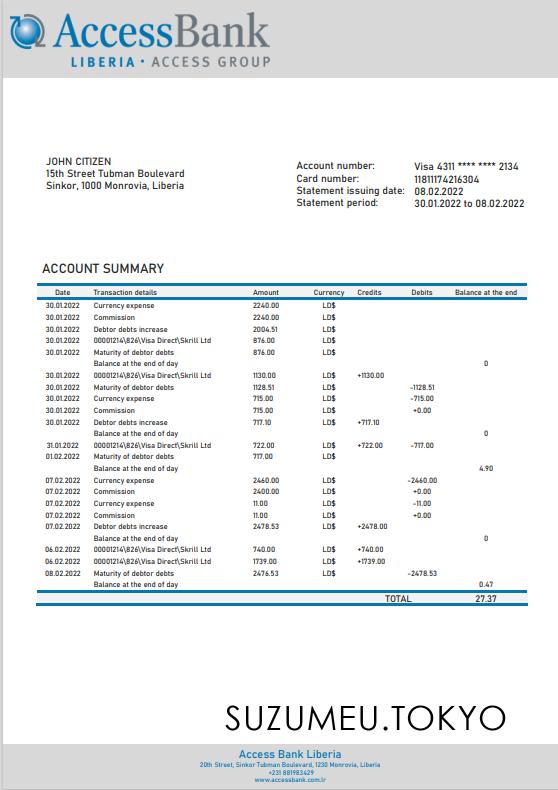 AccessBank
LIBERIA • ACCESS GROUP
JOHN CITIZEN
15th Street Tubman Boulevard
Sinkor, 1000 Monrovia, Liberia
Account number: Visa 4311 **** **** 2134
Card number: 11811174216304
Statement issuing date: 08.02.2022
Statement period: 30.01.2022 to 08.02.2022
ACCOUNT SUMMARY
Date Transaction details Amount Currency Credits Debits Balance at the end
30.01.2022 Currency expense 2240.00 LD$
30.01.2022 Commission 2240.00 LD$
30.01.2022 Debtor debts increase 2004.51 LD$
30.01.2022 00001214\826\Visa Direct\Skrill Ltd 876.00 LD$
30.01.2022 Maturity of debtor debts 876.00 LD$
Balance at the end of day 0
30.01.2022 00001214\826\Visa Direct\Skrill Ltd 1130.00 LD$ +1130.00
30.01.2022 Maturity of debtor debts 1128.51 LD$ -1128.51
30.01.2022 Currency expense 715.00 LD$ -715.00
30.01.2022 Commission 715.00 LD$ +0.00
30.01.2022 Debtor debts increase 717.10 LD$ +717.10
Balance at the end of day 0
31.01.2022 00001214\826\Visa Direct\Skrill Ltd 722.00 LD$ +722.00 -717.00
01.02.2022 Maturity of debtor debts 717.00 LD$
Balance at the end of day 4.90
07.02.2022 Currency expense 2460.00 LD$ -2460.00
07.02.2022 Commission 2400.00 LD$ +0.00
07.02.2022 Currency expense 11.00 LD$ -11.00
07.02.2022 Commission 11.00 LD$ +0.00
07.02.2022 Debtor debts increase 2478.53 LD$ +2478.00
Balance at the end of day 0
06.02.2022 00001214\826\Visa Direct\Skrill Ltd 740.00 LD$ +740.00
06.02.2022 00001214\826\Visa Direct\Skrill Ltd 1739.00 LD$ +1739.00
08.02.2022 Maturity of debtor debts 2476.53 LD$ -2478.53
Balance at the end of day 0.47
TOTAL 27.37
SUZUMEU.TOKYO
Access Bank Liberia
20th Street, Sinkor Tubman Boulevard, 1230 Monrovia, Liberia
+231 881983429
www.accessbank.com.lr